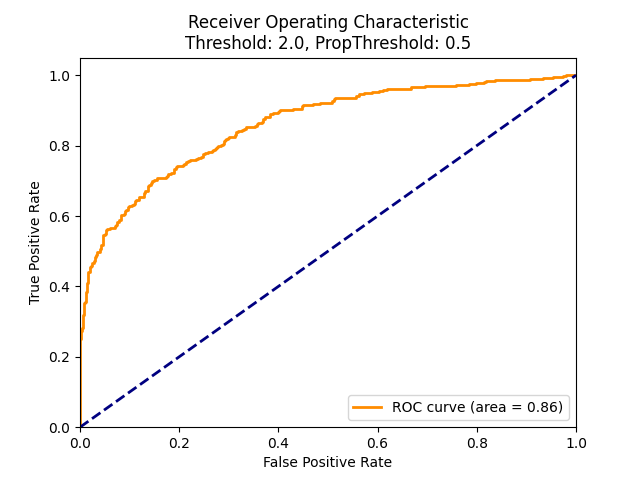 Receiver Operating Characteristic
Threshold: 2.0, PropThreshold: 0.5
1.0
0.8
0.6
0.4
0.2
0.0
True Positive Rate
ROC curve (area = 0.86)
0.0 0.2 0.4 0.6 0.8 1.0
False Positive Rate